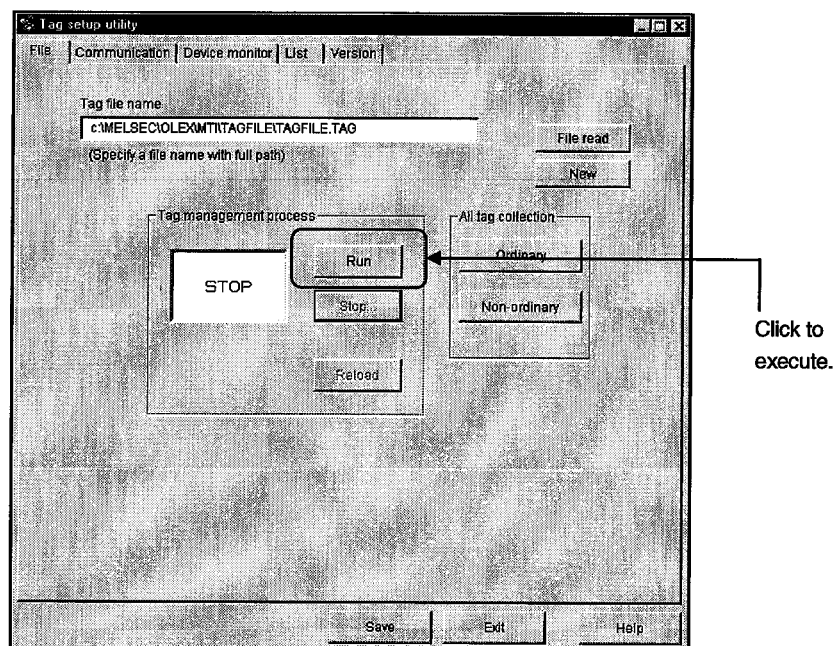 Tag setup utility
File Communication Device monitor List Version
Tag file name
c:\MELSEC\OLEX\MTI\TAGFILE\TAGFILE.TAG
(Specify a file name with full path)
File read
New
Tag management process
STOP
Run
Stop
Reload
All tag collection
Ordinary
Non-ordinary
Click to
execute.
Save Exit Help